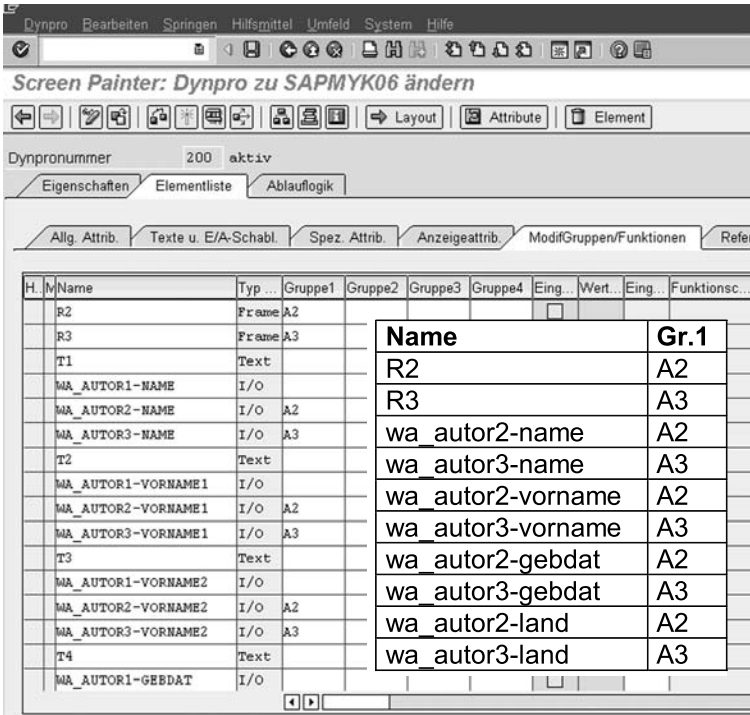 Dynpro Bearbeiten Springen Hilfsmittel Umfeld System Hilfe
Screen Painter: Dynpro zu SAPMYK06 ändern
Layout Attribute Element
Dynpronummer 200 aktiv
Eigenschaften Elementliste Ablauflogik
Allg. Attrib. Texte u. E/A-Schabl. Spez. Attrib. Anzeigeattrib. ModifGruppen/Funktionen Refer
H.. M Name Typ ... Gruppe1 Gruppe2 Gruppe3 Gruppe4 Eing... Wert... Eing... Funktionsc...
R2 Frame A2
R3 Frame A3
T1 Text
WA_AUTOR1-NAME I/O
WA_AUTOR2-NAME I/O A2
WA_AUTOR3-NAME I/O A3
T2 Text
WA_AUTOR1-VORNAME1 I/O
WA_AUTOR2-VORNAME1 I/O A2
WA_AUTOR3-VORNAME1 I/O A3
T3 Text
WA_AUTOR1-VORNAME2 I/O
WA_AUTOR2-VORNAME2 I/O A2
WA_AUTOR3-VORNAME2 I/O A3
T4 Text
WA_AUTOR1-GEBDAT I/O
Name Gr.1
R2 A2
R3 A3
wa_autor2-name A2
wa_autor3-name A3
wa_autor2-vorname A2
wa_autor3-vorname A3
wa_autor2-gebdat A2
wa_autor3-gebdat A3
wa_autor2-land A2
wa_autor3-land A3